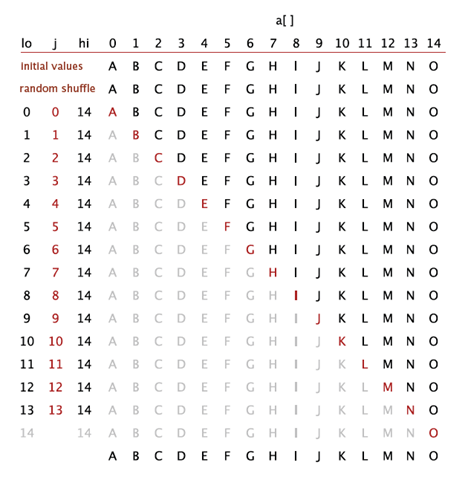 a[ ]
lo j hi 0 1 2 3 4 5 6 7 8 9 10 11 12 13 14
initial values A B C D E F G H I J K L M N O
random shuffle A B C D E F G H I J K L M N O
0 0 14 A B C D E F G H I J K L M N O
1 1 14 A B C D E F G H I J K L M N O
2 2 14 A B C D E F G H I J K L M N O
3 3 14 A B C D E F G H I J K L M N O
4 4 14 A B C D E F G H I J K L M N O
5 5 14 A B C D E F G H I J K L M N O
6 6 14 A B C D E F G H I J K L M N O
7 7 14 A B C D E F G H I J K L M N O
8 8 14 A B C D E F G H I J K L M N O
9 9 14 A B C D E F G H I J K L M N O
10 10 14 A B C D E F G H I J K L M N O
11 11 14 A B C D E F G H I J K L M N O
12 12 14 A B C D E F G H I J K L M N O
13 13 14 A B C D E F G H I J K L M N O
14 14 A B C D E F G H I J K L M N O
A B C D E F G H I J K L M N O